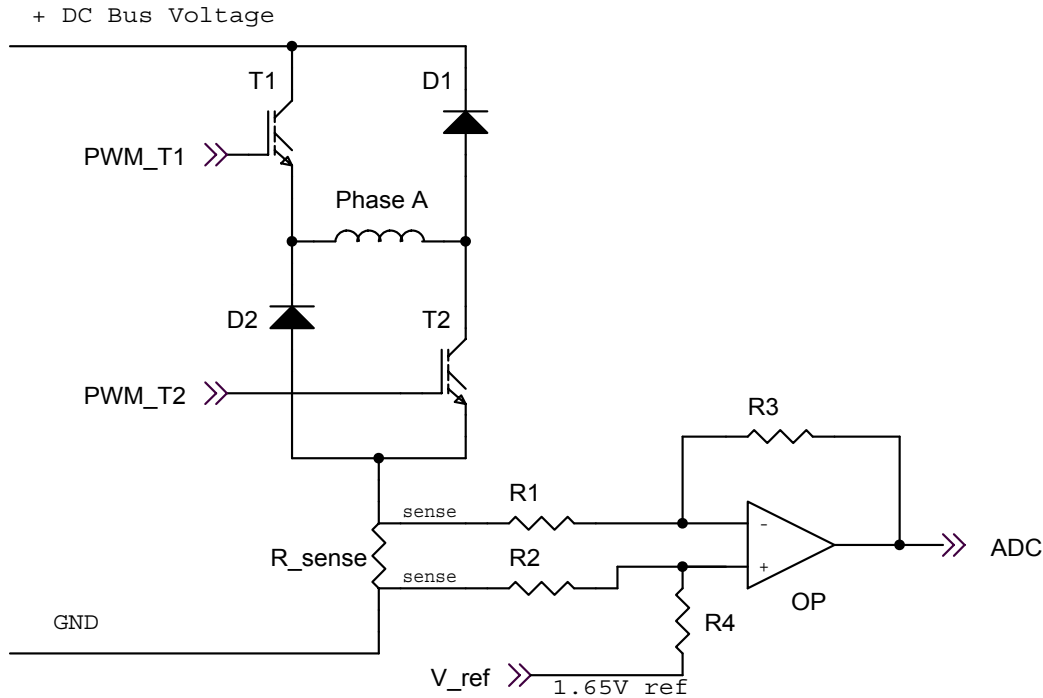 + DC Bus Voltage
T1
D1
PWM_T1
Phase A
D2
T2
PWM_T2
R3
sense
R1
-
R_sense
R2
ADC
sense
+
OP
GND
R4
V_ref
1.65V ref